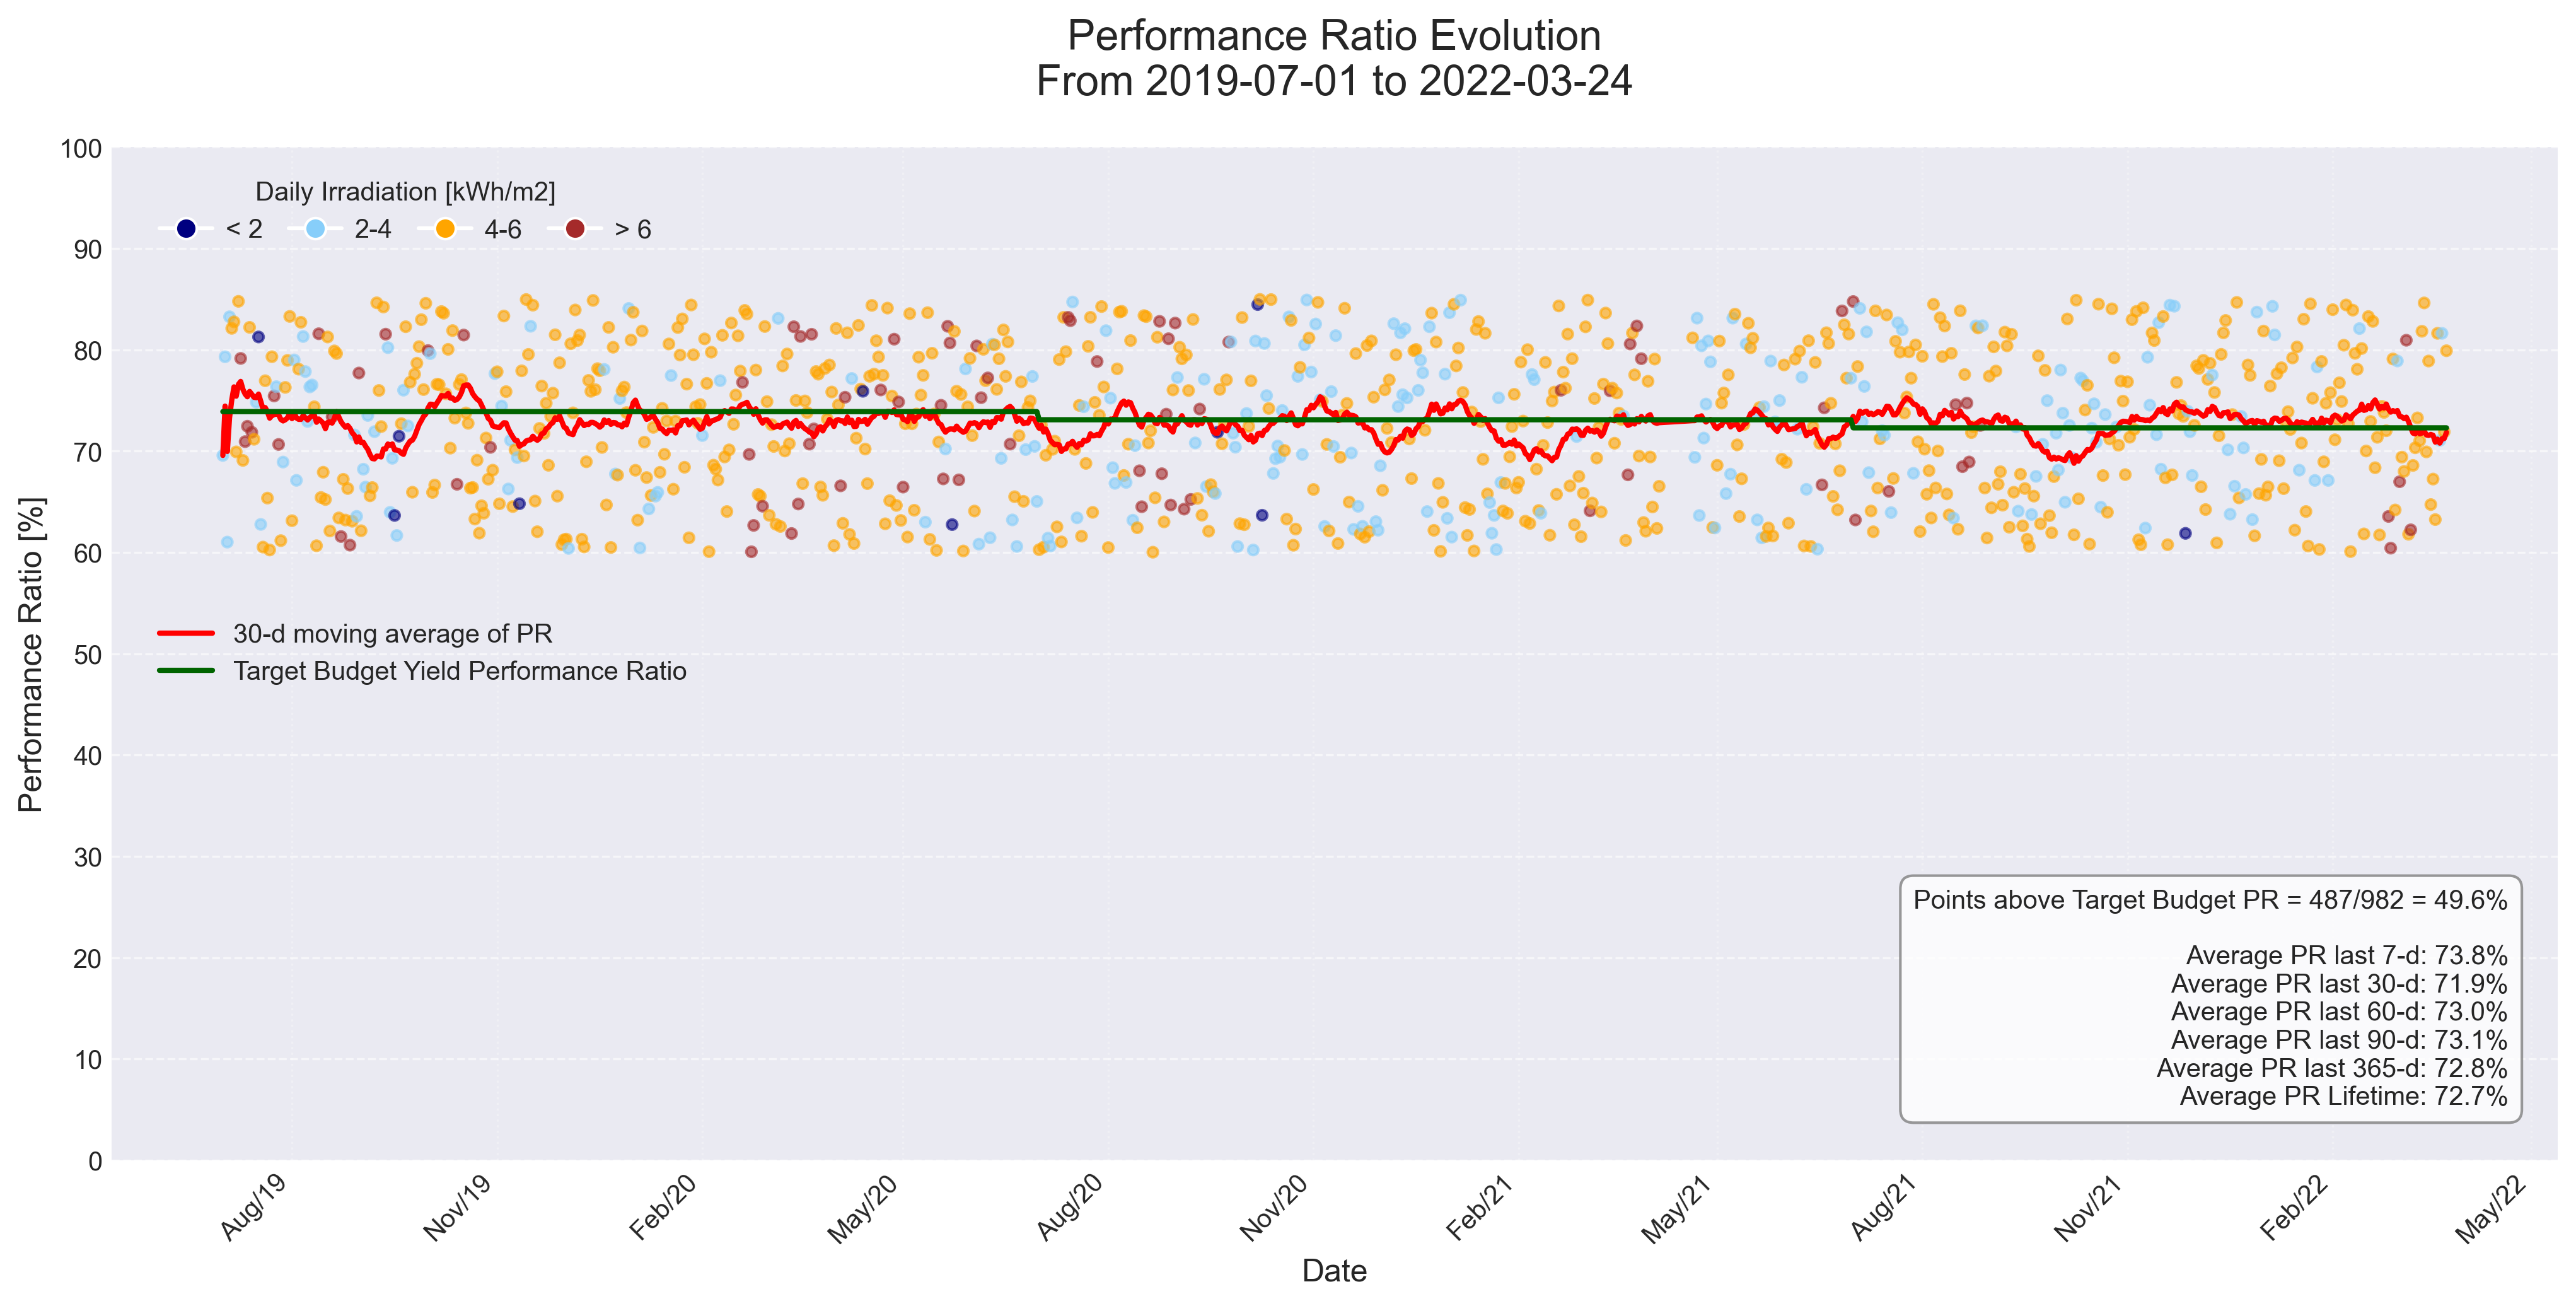 Performance Ratio Evolution
From 2019-07-01 to 2022-03-24
Performance Ratio [%]
100
90
80
70
60
50
40
30
20
10
0
Daily Irradiation [kWh/m2]
< 2 2-4 4-6 > 6
30-d moving average of PR
Target Budget Yield Performance Ratio
Points above Target Budget PR = 487/982 = 49.6%
Average PR last 7-d: 73.8%
Average PR last 30-d: 71.9%
Average PR last 60-d: 73.0%
Average PR last 90-d: 73.1%
Average PR last 365-d: 72.8%
Average PR Lifetime: 72.7%
Aug/19 Nov/19 Feb/20 May/20 Aug/20 Nov/20 Feb/21 May/21 Aug/21 Nov/21 Feb/22 May/22
Date